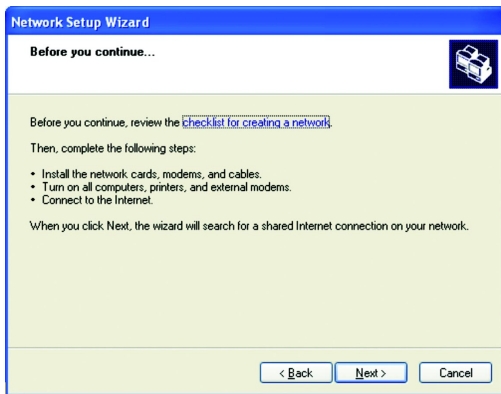 Network Setup Wizard
Before you continue...
Before you continue, review the checklist for creating a network.
Then, complete the following steps:
• Install the network cards, modems, and cables.
• Turn on all computers, printers, and external modems.
• Connect to the Internet.
When you click Next, the wizard will search for a shared Internet connection on your network.
< Back
Next >
Cancel